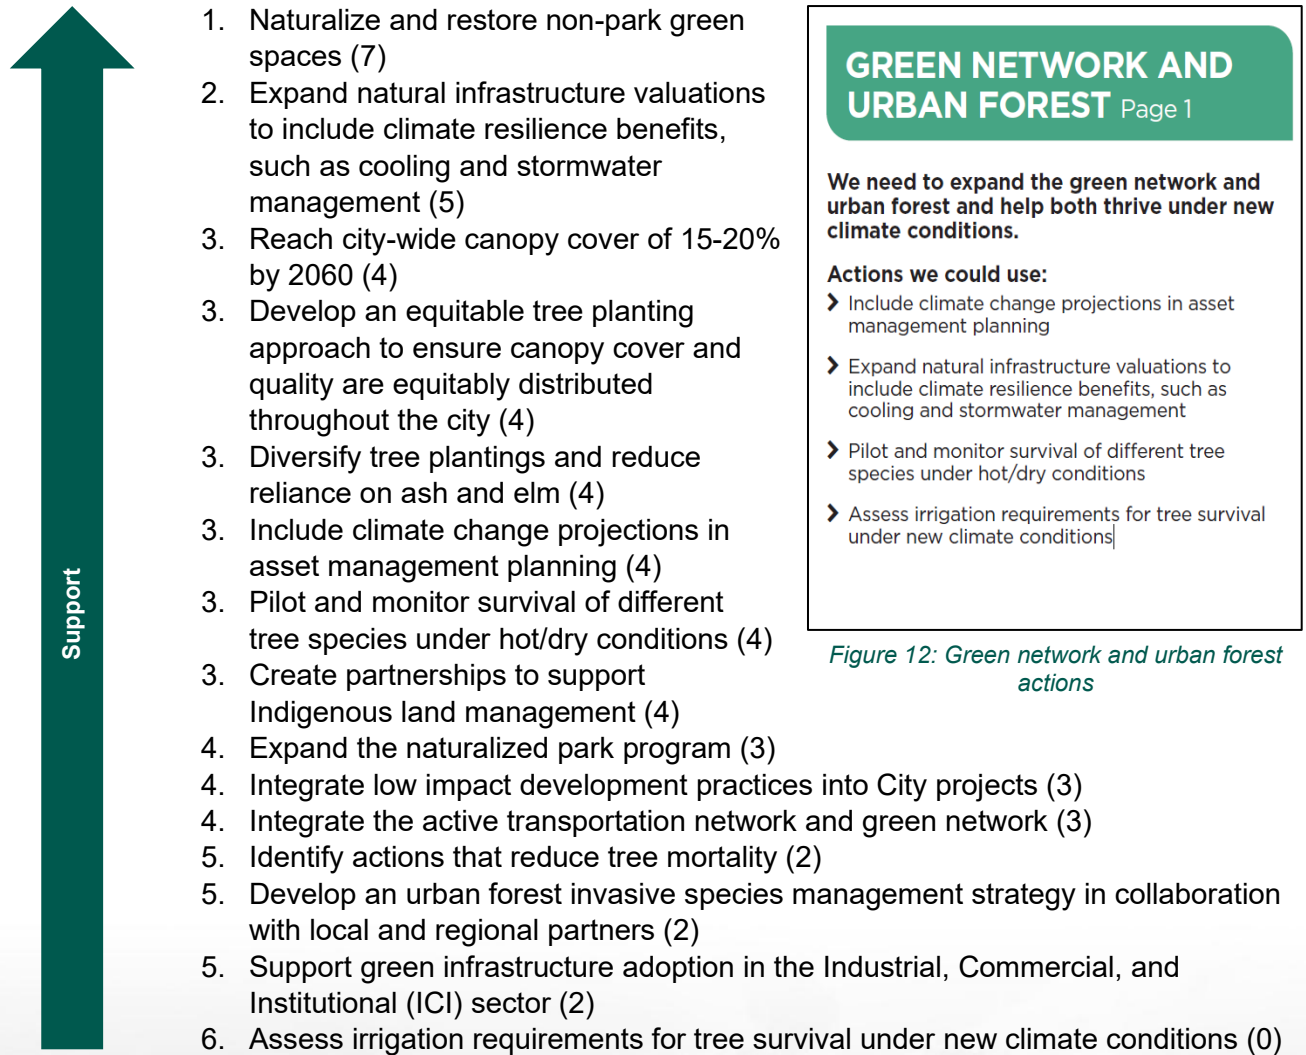 Support
1. Naturalize and restore non-park green
spaces (7)
2. Expand natural infrastructure valuations
to include climate resilience benefits,
such as cooling and stormwater
management (5)
3. Reach city-wide canopy cover of 15-20%
by 2060 (4)
3. Develop an equitable tree planting
approach to ensure canopy cover and
quality are equitably distributed
throughout the city (4)
3. Diversify tree plantings and reduce
reliance on ash and elm (4)
3. Include climate change projections in
asset management planning (4)
3. Pilot and monitor survival of different
tree species under hot/dry conditions (4)
3. Create partnerships to support
Indigenous land management (4)
4. Expand the naturalized park program (3)
4. Integrate low impact development practices into City projects (3)
4. Integrate the active transportation network and green network (3)
5. Identify actions that reduce tree mortality (2)
5. Develop an urban forest invasive species management strategy in collaboration
with local and regional partners (2)
5. Support green infrastructure adoption in the Industrial, Commercial, and
Institutional (ICI) sector (2)
6. Assess irrigation requirements for tree survival under new climate conditions (0)
GREEN NETWORK AND
URBAN FOREST Page 1
We need to expand the green network and
urban forest and help both thrive under new
climate conditions.
Actions we could use:
Include climate change projections in asset
management planning
Expand natural infrastructure valuations to
include climate resilience benefits, such as
cooling and stormwater management
Pilot and monitor survival of different tree
species under hot/dry conditions
Assess irrigation requirements for tree survival
under new climate conditions
Figure 12: Green network and urban forest
actions